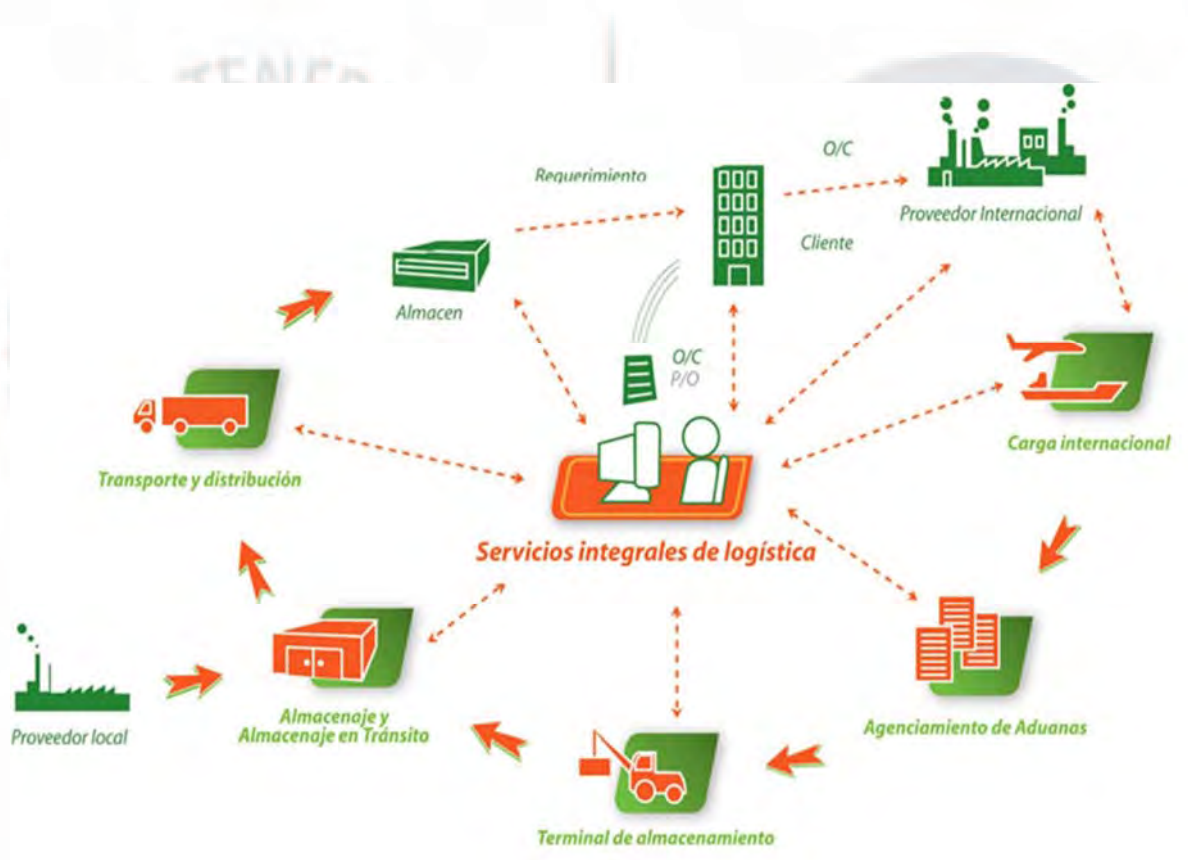 O/C
Requerimiento
Proveedor Internacional
Cliente
Almacen
O/C
P/O
Carga internacional
Transporte y distribución
Servicios integrales de logística
Almacenaje y
Almacenaje en Tránsito
Agenciamiento de Aduanas
Proveedor local
Terminal de almacenamiento